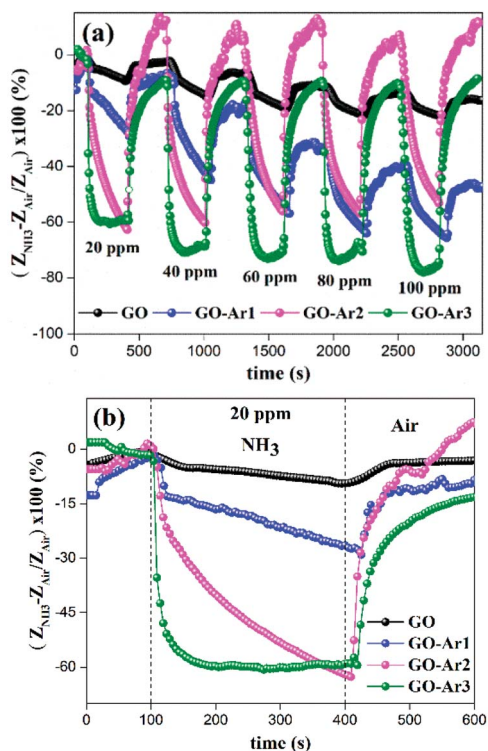 (a)
( Z_NH3-Z_Air/Z_Air) x100 (%)
0
-20
-40
-60
-80
-100
20 ppm
40 ppm
60 ppm
80 ppm
100 ppm
GO GO-Ar1 GO-Ar2 GO-Ar3
0 500 1000 1500 2000 2500 3000
time (s)
(b)
20 ppm
NH3
Air
( Z_NH3-Z_Air/Z_Air) x100 (%)
0
-15
-30
-45
-60
GO
GO-Ar1
GO-Ar2
GO-Ar3
0 100 200 300 400 500 600
time (s)